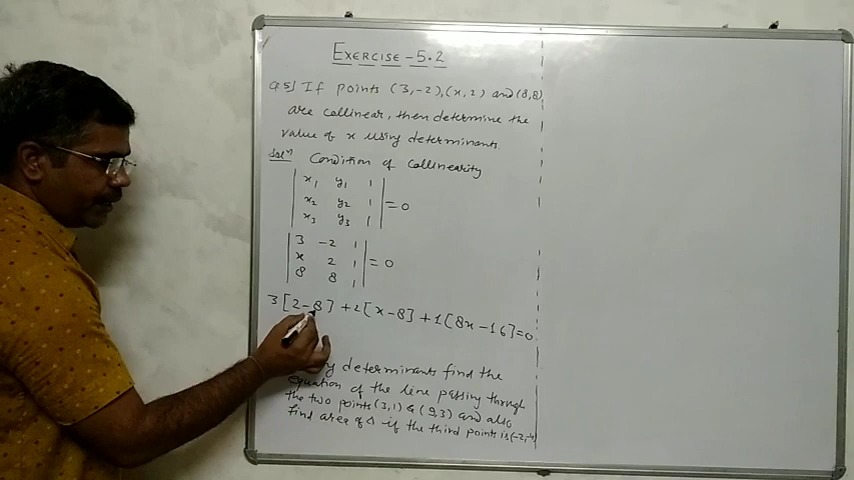 EXERCISE - 5.2
Q.5] If points (3,-2),(x,2) and (8,8)
are collinear, then determine the
value of x using determinants.
Solⁿ Condition of collinearity
x₁ y₁ 1
x₂ y₂ 1 = 0
x₃ y₃ 1
3 -2 1
x 2 1 = 0
8 8 1
3[2-8] +2[x-8] +1[8x-16]=0
determinants find the
equation of the line passing through
the two points (3,1) & (9,3) and also
find area of Δ if the third points is